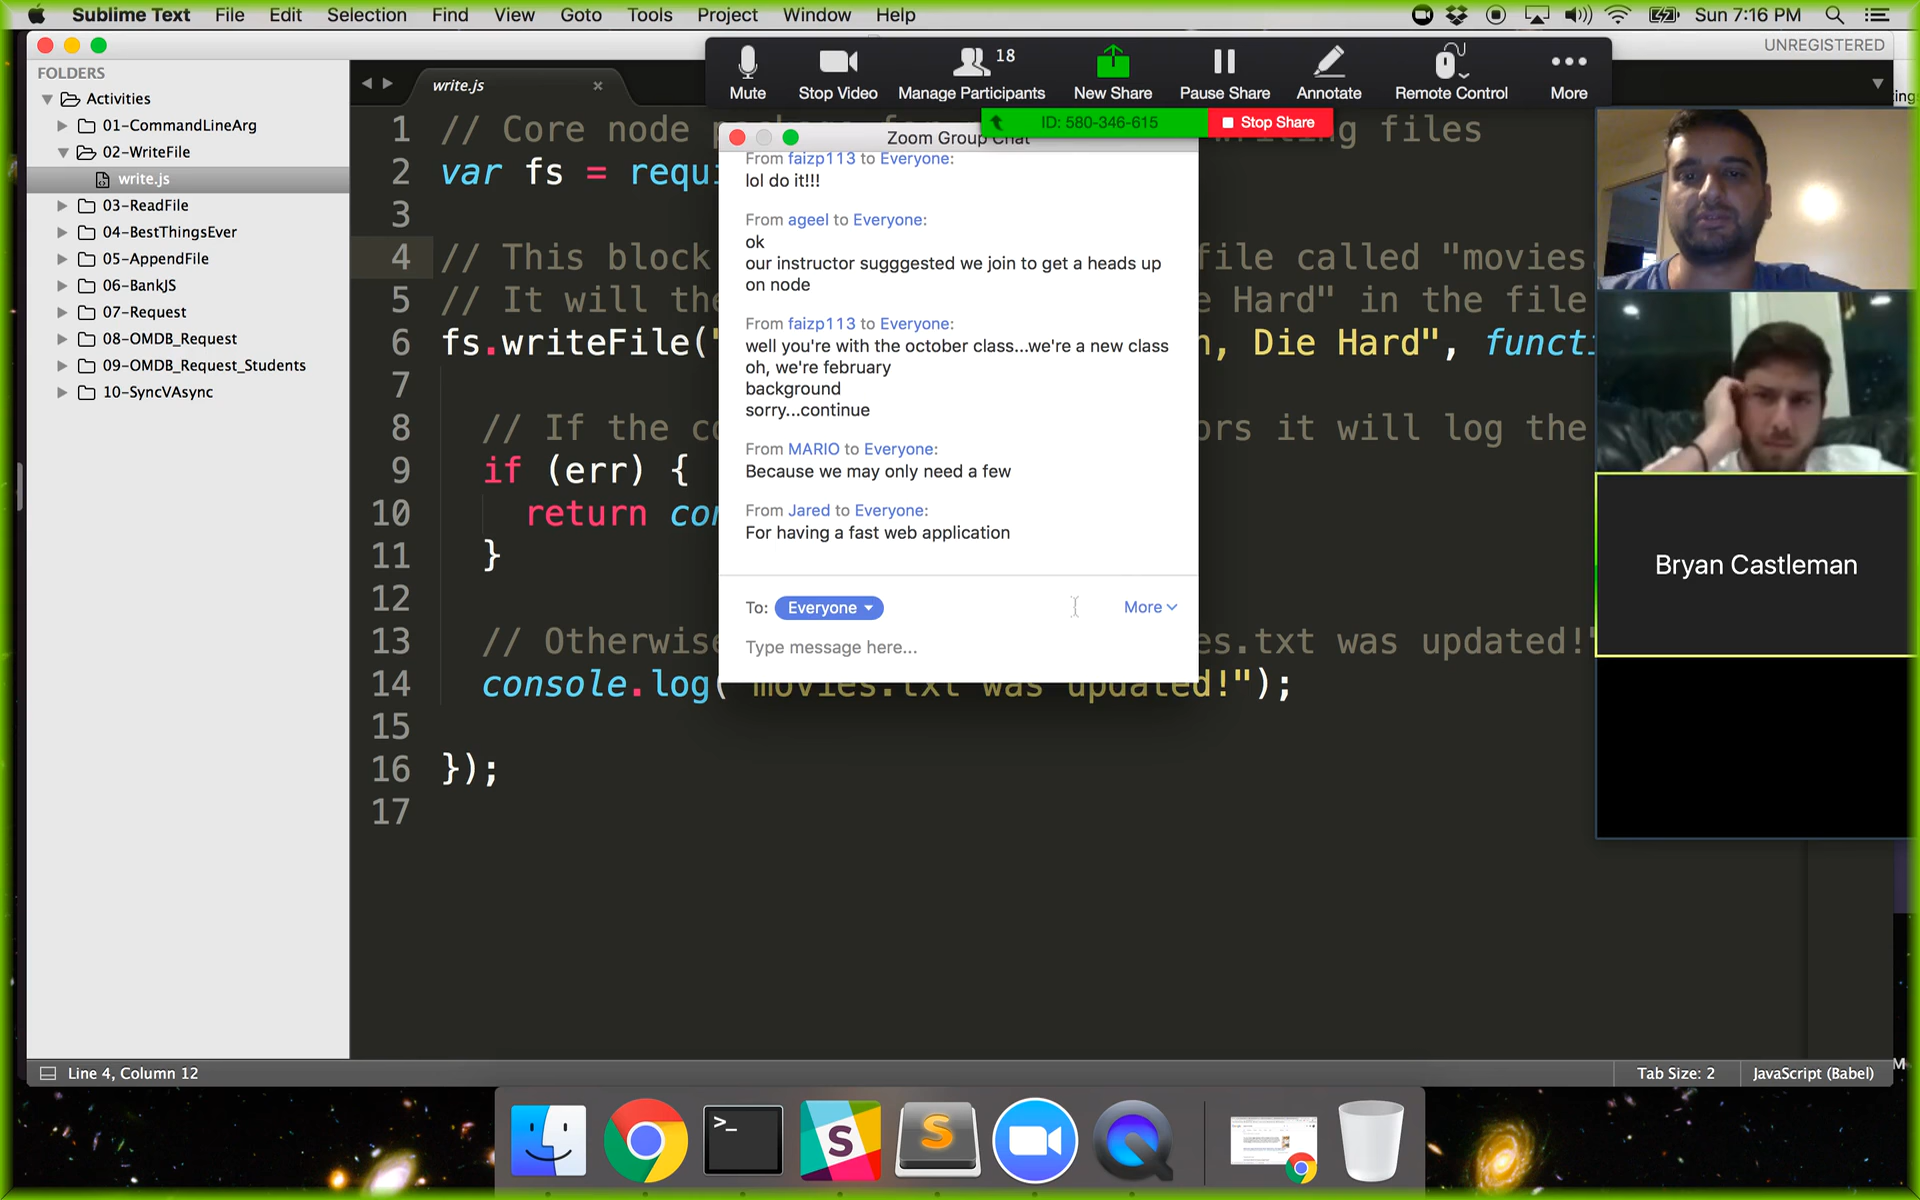 Sublime Text File Edit Selection Find View Goto Tools Project Window Help Sun 7:16 PM
UNREGISTERED
FOLDERS
Activities
01-CommandLineArg
02-WriteFile
write.js
03-ReadFile
04-BestThingsEver
05-AppendFile
06-BankJS
07-Request
08-OMDB_Request
09-OMDB_Request_Students
10-SyncVAsync
write.js
Mute Stop Video Manage Participants 18 New Share Pause Share Annotate Remote Control More
ID: 580-346-615 Stop Share
1 // Core node files
2 var fs =
3
4 // This block file called "movies.
5 // It will Hard" in the file
6 fs.writeFile(" Die Hard",
7
8 // If the it will log the
9 if (err) {
10 return
11 }
12
13 // Otherwise was updated!"
14 console.log("movies.txt was updated!");
15
16 });
17
Zoom Group Chat
From faizp113 to Everyone:
lol do it!!!
From ageel to Everyone:
ok
our instructor sugggested we join to get a heads up
on node
From faizp113 to Everyone:
well you're with the october class...we're a new class
oh, we're february
background
sorry...continue
From MARIO to Everyone:
Because we may only need a few
From Jared to Everyone:
For having a fast web application
To: Everyone More
Type message here...
Bryan Castleman
Line 4, Column 12 Tab Size: 2 JavaScript (Babel)